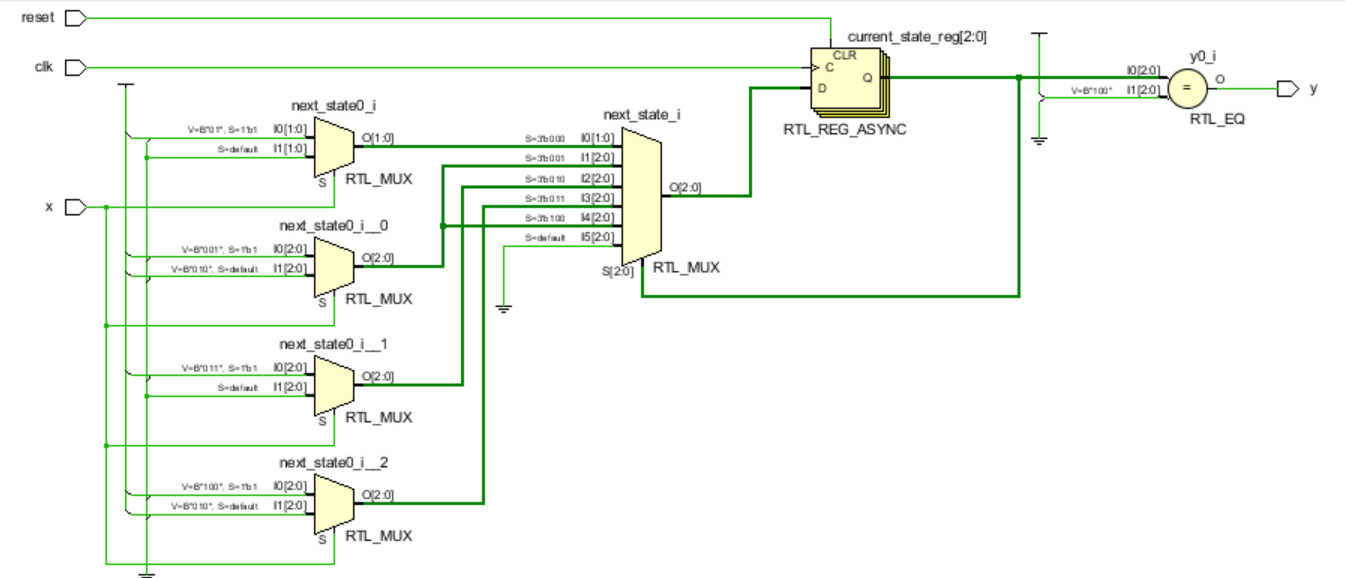 reset
current_state_reg[2:0]
CLR
clk
C
Q
D
RTL_REG_ASYNC
y0_i
I0[2:0]
V=B"100"
I1[2:0]
=
O
y
RTL_EQ
next_state0_i
V=B"01", S=1'b1
I0[1:0]
S=default
I1[1:0]
O[1:0]
S
RTL_MUX
next_state_i
S=3'b000
I0[1:0]
S=3'b001
I1[2:0]
S=3'b010
I2[2:0]
S=3'b011
I3[2:0]
S=3'b100
I4[2:0]
S=default
I5[2:0]
O[2:0]
S[2:0]
RTL_MUX
x
next_state0_i__0
V=B"001", S=1'b1
I0[2:0]
V=B"010", S=default
I1[2:0]
O[2:0]
S
RTL_MUX
next_state0_i__1
V=B"011", S=1'b1
I0[2:0]
S=default
I1[2:0]
O[2:0]
S
RTL_MUX
next_state0_i__2
V=B"100", S=1'b1
I0[2:0]
V=B"010", S=default
I1[2:0]
O[2:0]
S
RTL_MUX